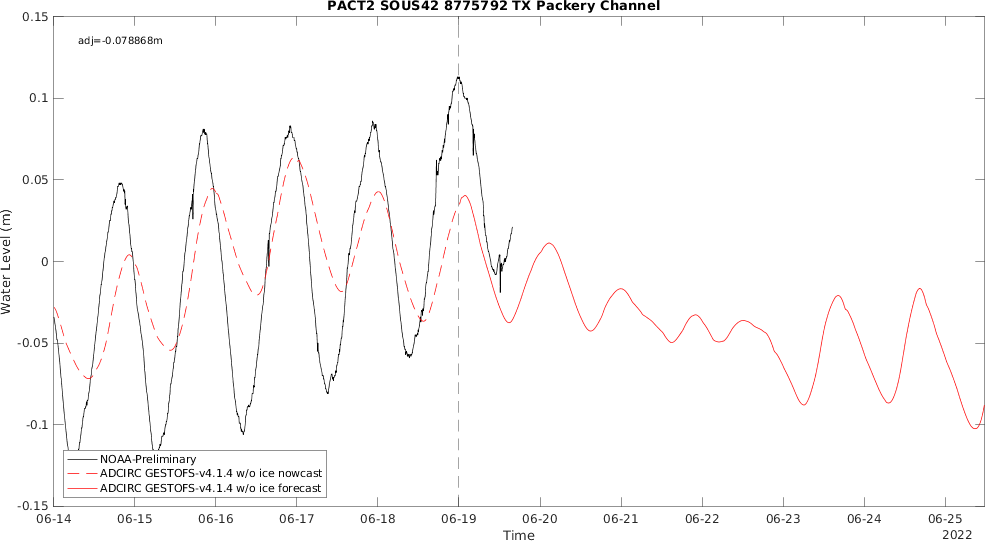 PACT2 SOUS42 8775792 TX Packery Channel
adj=-0.078868m
Water Level (m)
0.15
0.1
0.05
0
-0.05
-0.1
-0.15
NOAA-Preliminary
ADCIRC GESTOFS-v4.1.4 w/o ice nowcast
ADCIRC GESTOFS-v4.1.4 w/o ice forecast
06-14 06-15 06-16 06-17 06-18 06-19 06-20 06-21 06-22 06-23 06-24 06-25
Time
2022